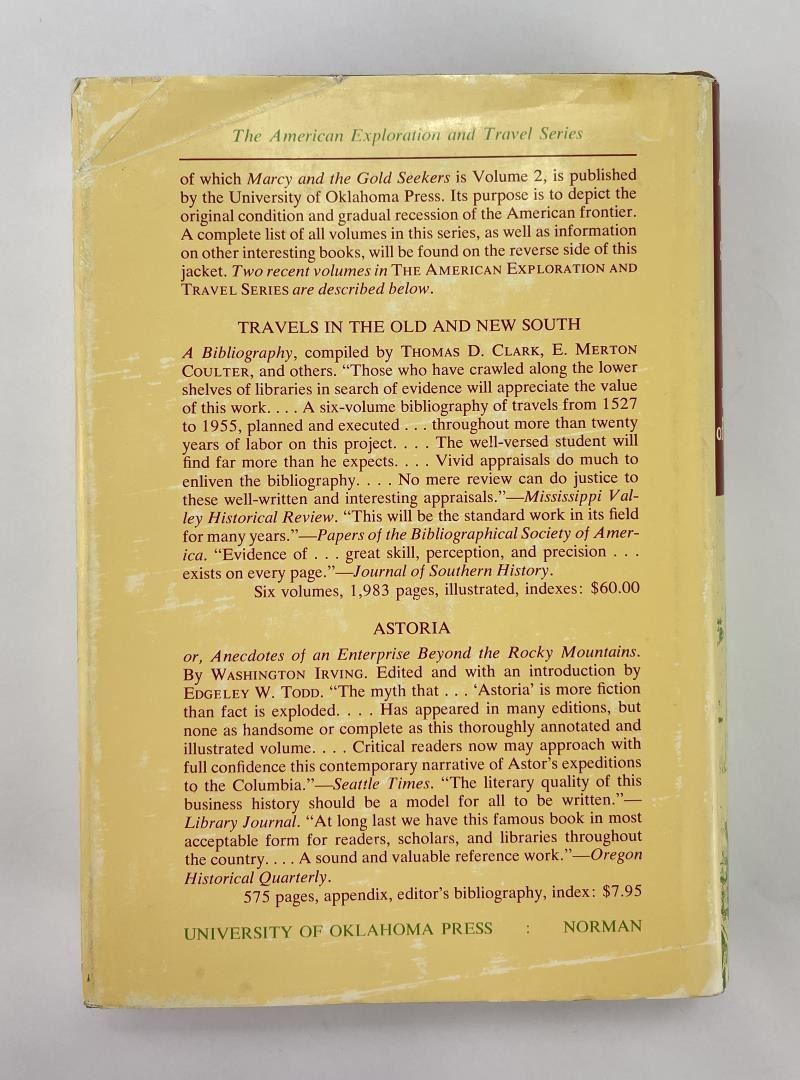 The American Exploration and Travel Series
of which Marcy and the Gold Seekers is Volume 2, is published
by the University of Oklahoma Press. Its purpose is to depict the
original condition and gradual recession of the American frontier.
A complete list of all volumes in this series, as well as information
on other interesting books, will be found on the reverse side of this
jacket. Two recent volumes in THE AMERICAN EXPLORATION AND
TRAVEL SERIES are described below.
TRAVELS IN THE OLD AND NEW SOUTH
A Bibliography, compiled by THOMAS D. CLARK, E. MERTON
COULTER, and others. “Those who have crawled along the lower
shelves of libraries in search of evidence will appreciate the value
of this work. . . . A six-volume bibliography of travels from 1527
to 1955, planned and executed . . . throughout more than twenty
years of labor on this project. . . . The well-versed student will
find far more than he expects. . . . Vivid appraisals do much to
enliven the bibliography. . . . No mere review can do justice to
these well-written and interesting appraisals.”—Mississippi Val-
ley Historical Review. “This will be the standard work in its field
for many years.”—Papers of the Bibliographical Society of Amer-
ica. “Evidence of . . . great skill, perception, and precision . . .
exists on every page.”—Journal of Southern History.
Six volumes, 1,983 pages, illustrated, indexes: $60.00
ASTORIA
or, Anecdotes of an Enterprise Beyond the Rocky Mountains.
By WASHINGTON IRVING. Edited and with an introduction by
EDGELEY W. TODD. “The myth that . . . ‘Astoria’ is more fiction
than fact is exploded. . . . Has appeared in many editions, but
none as handsome or complete as this thoroughly annotated and
illustrated volume. . . . Critical readers now may approach with
full confidence this contemporary narrative of Astor’s expeditions
to the Columbia.”—Seattle Times. “The literary quality of this
business history should be a model for all to be written.”—
Library Journal. “At long last we have this famous book in most
acceptable form for readers, scholars, and libraries throughout
the country. . . . A sound and valuable reference work.”—Oregon
Historical Quarterly.
575 pages, appendix, editor’s bibliography, index: $7.95
UNIVERSITY OF OKLAHOMA PRESS : NORMAN